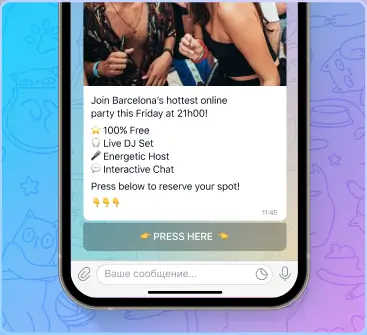 Join Barcelona's hottest online
party this Friday at 21h00!
⭐ 100% Free
🎧 Live DJ Set
🎤 Energetic Host
💬 Interactive Chat
Press below to reserve your spot!
👇👇👇
11:45
👉 PRESS HERE 👈
Ваше сообщение...